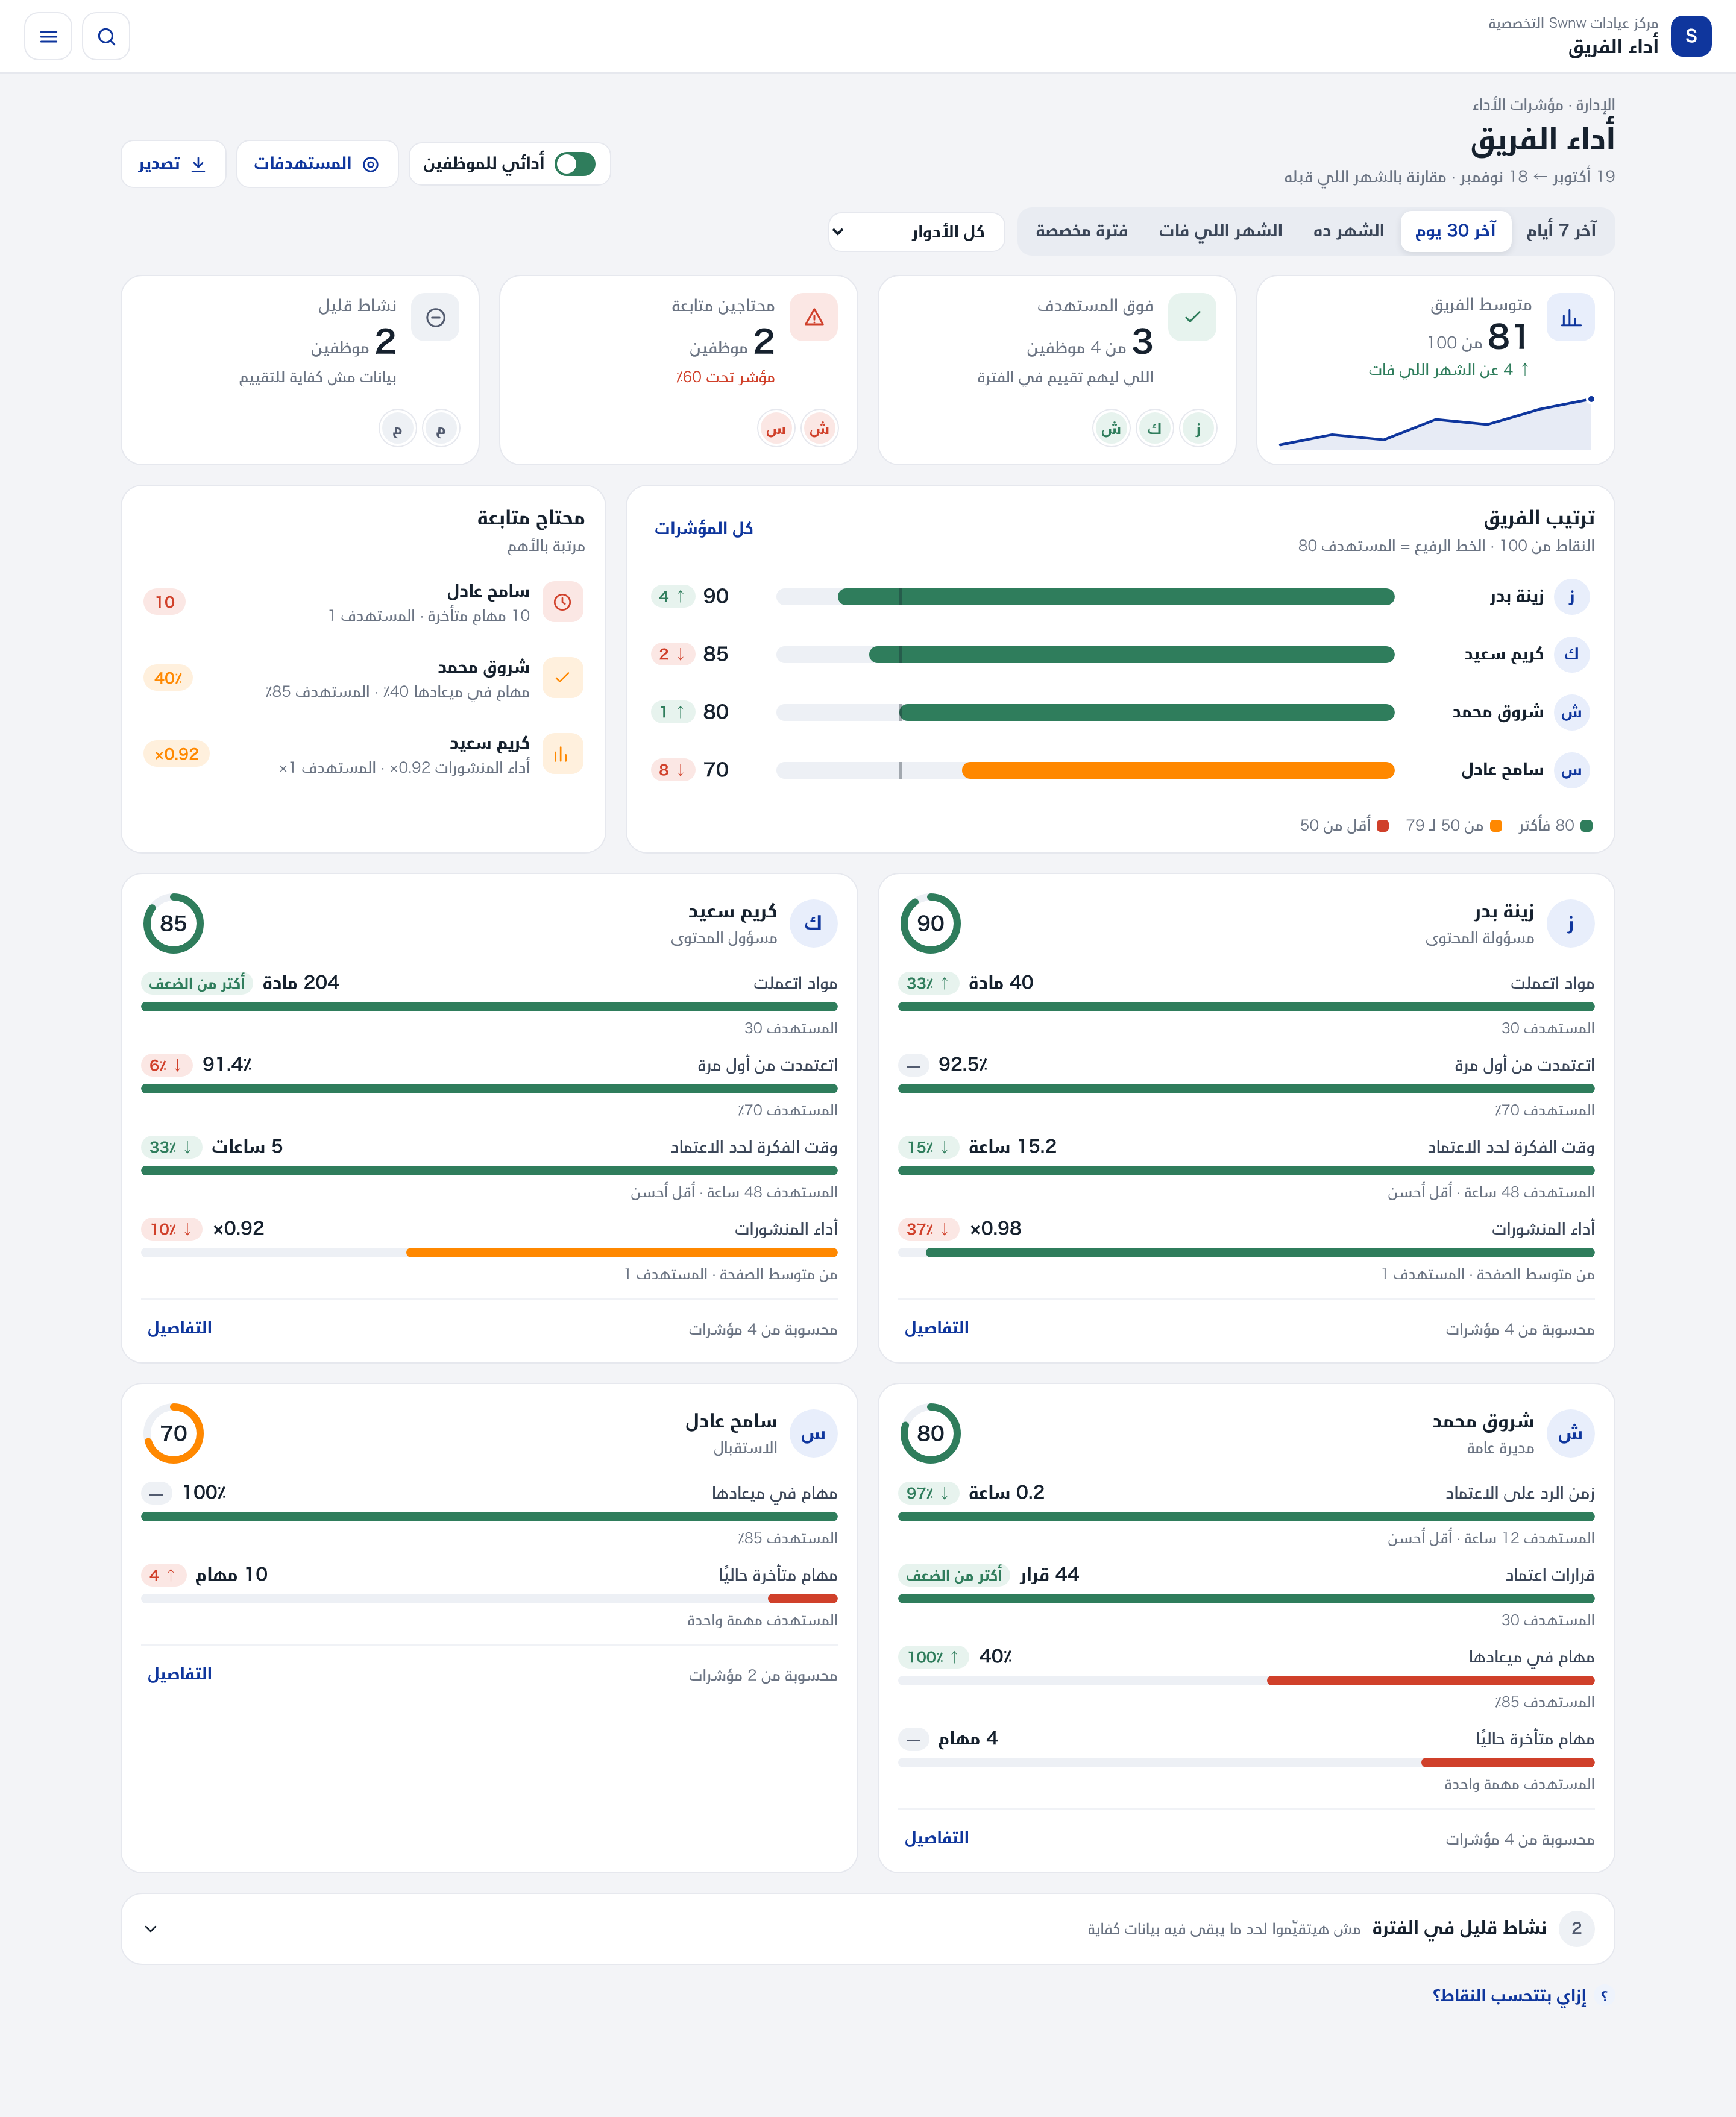 S
مركز عيادات Swnw التخصصية
أداء الفريق
الإدارة · مؤشرات الأداء
أداء الفريق
19 أكتوبر ← 18 نوفمبر · مقارنة بالشهر اللي قبله
أدائي للموظفين
المستهدفات
تصدير
آخر 7 أيام
آخر 30 يوم
الشهر ده
الشهر اللي فات
فترة مخصصة
كل الأدوار
متوسط الفريق
81 من 100
↑ 4 عن الشهر اللي فات
فوق المستهدف
3 من 4 موظفين
اللي ليهم تقييم في الفترة
ز ك ش
محتاجين متابعة
2 موظفين
مؤشر تحت 60٪
ش س
نشاط قليل
2 موظفين
بيانات مش كفاية للتقييم
م م
ترتيب الفريق
النقاط من 100 · الخط الرفيع = المستهدف 80
كل المؤشرات
ز زينة بدر 90 ↑ 4
ك كريم سعيد 85 ↓ 2
ش شروق محمد 80 ↑ 1
س سامح عادل 70 ↓ 8
80 فأكتر
من 50 لـ 79
أقل من 50
محتاج متابعة
مرتبة بالأهم
سامح عادل
10 مهام متأخرة · المستهدف 1
10
شروق محمد
مهام في ميعادها 40٪ · المستهدف 85٪
40٪
كريم سعيد
أداء المنشورات 0.92× · المستهدف 1×
×0.92
ز
زينة بدر
مسؤولة المحتوى
90
مواد اتعملت 40 مادة ↑ 33٪
المستهدف 30
اتعتمدت من أول مرة 92.5٪ —
المستهدف 70٪
وقت الفكرة لحد الاعتماد 15.2 ساعة ↓ 15٪
المستهدف 48 ساعة · أقل أحسن
أداء المنشورات ×0.98 ↓ 37٪
من متوسط الصفحة · المستهدف 1
محسوبة من 4 مؤشرات
التفاصيل
ك
كريم سعيد
مسؤول المحتوى
85
مواد اتعملت 204 مادة أكتر من الضعف
المستهدف 30
اتعتمدت من أول مرة 91.4٪ ↓ 6٪
المستهدف 70٪
وقت الفكرة لحد الاعتماد 5 ساعات ↓ 33٪
المستهدف 48 ساعة · أقل أحسن
أداء المنشورات ×0.92 ↓ 10٪
من متوسط الصفحة · المستهدف 1
محسوبة من 4 مؤشرات
التفاصيل
ش
شروق محمد
مديرة عامة
80
زمن الرد على الاعتماد 0.2 ساعة ↓ 97٪
المستهدف 12 ساعة · أقل أحسن
قرارات اعتماد 44 قرار أكتر من الضعف
المستهدف 30
مهام في ميعادها 40٪ ↑ 100٪
المستهدف 85٪
مهام متأخرة حاليًا 4 مهام —
المستهدف مهمة واحدة
محسوبة من 4 مؤشرات
التفاصيل
س
سامح عادل
الاستقبال
70
مهام في ميعادها 100٪ —
المستهدف 85٪
مهام متأخرة حاليًا 10 مهام ↑ 4
المستهدف مهمة واحدة
محسوبة من 2 مؤشرات
التفاصيل
2 نشاط قليل في الفترة مش هيتقيّموا لحد ما يبقى فيه بيانات كفاية
؟ إزاي بتتحسب النقاط؟